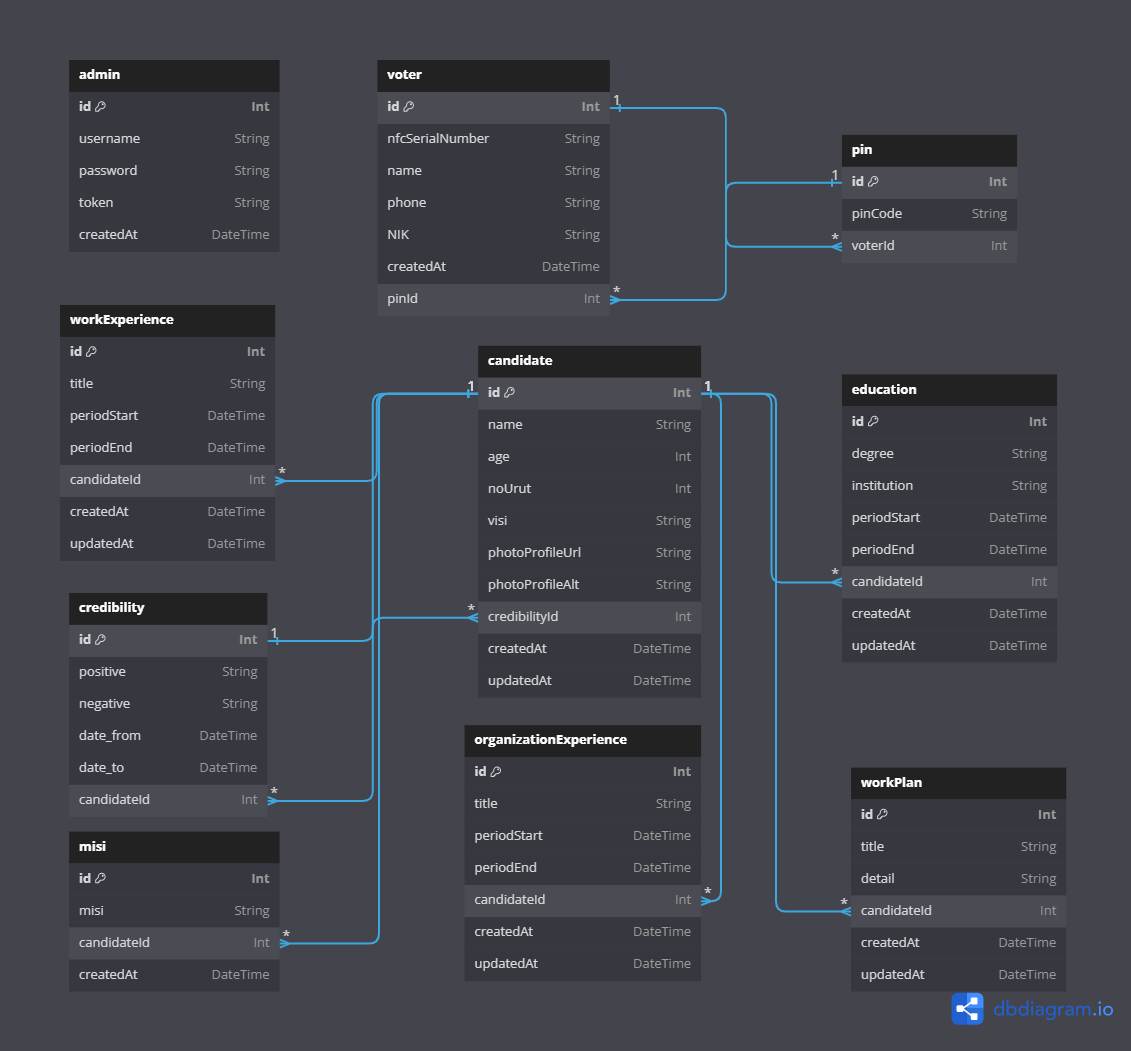 admin
id Int
username String
password String
token String
createdAt DateTime
voter
id Int
nfcSerialNumber String
name String
phone String
NIK String
createdAt DateTime
pinId Int
1
*
pin
id Int
pinCode String
voterId Int
1
*
workExperience
id Int
title String
periodStart DateTime
periodEnd DateTime
candidateId Int
createdAt DateTime
updatedAt DateTime
*
candidate
id Int
name String
age Int
noUrut Int
visi String
photoProfileUrl String
photoProfileAlt String
credibilityId Int
createdAt DateTime
updatedAt DateTime
1
1
*
education
id Int
degree String
institution String
periodStart DateTime
periodEnd DateTime
candidateId Int
createdAt DateTime
updatedAt DateTime
*
credibility
id Int
positive String
negative String
date_from DateTime
date_to DateTime
candidateId Int
1
*
organizationExperience
id Int
title String
periodStart DateTime
periodEnd DateTime
candidateId Int
createdAt DateTime
updatedAt DateTime
*
workPlan
id Int
title String
detail String
candidateId Int
createdAt DateTime
updatedAt DateTime
*
misi
id Int
misi String
candidateId Int
createdAt DateTime
*
dbdiagram.io